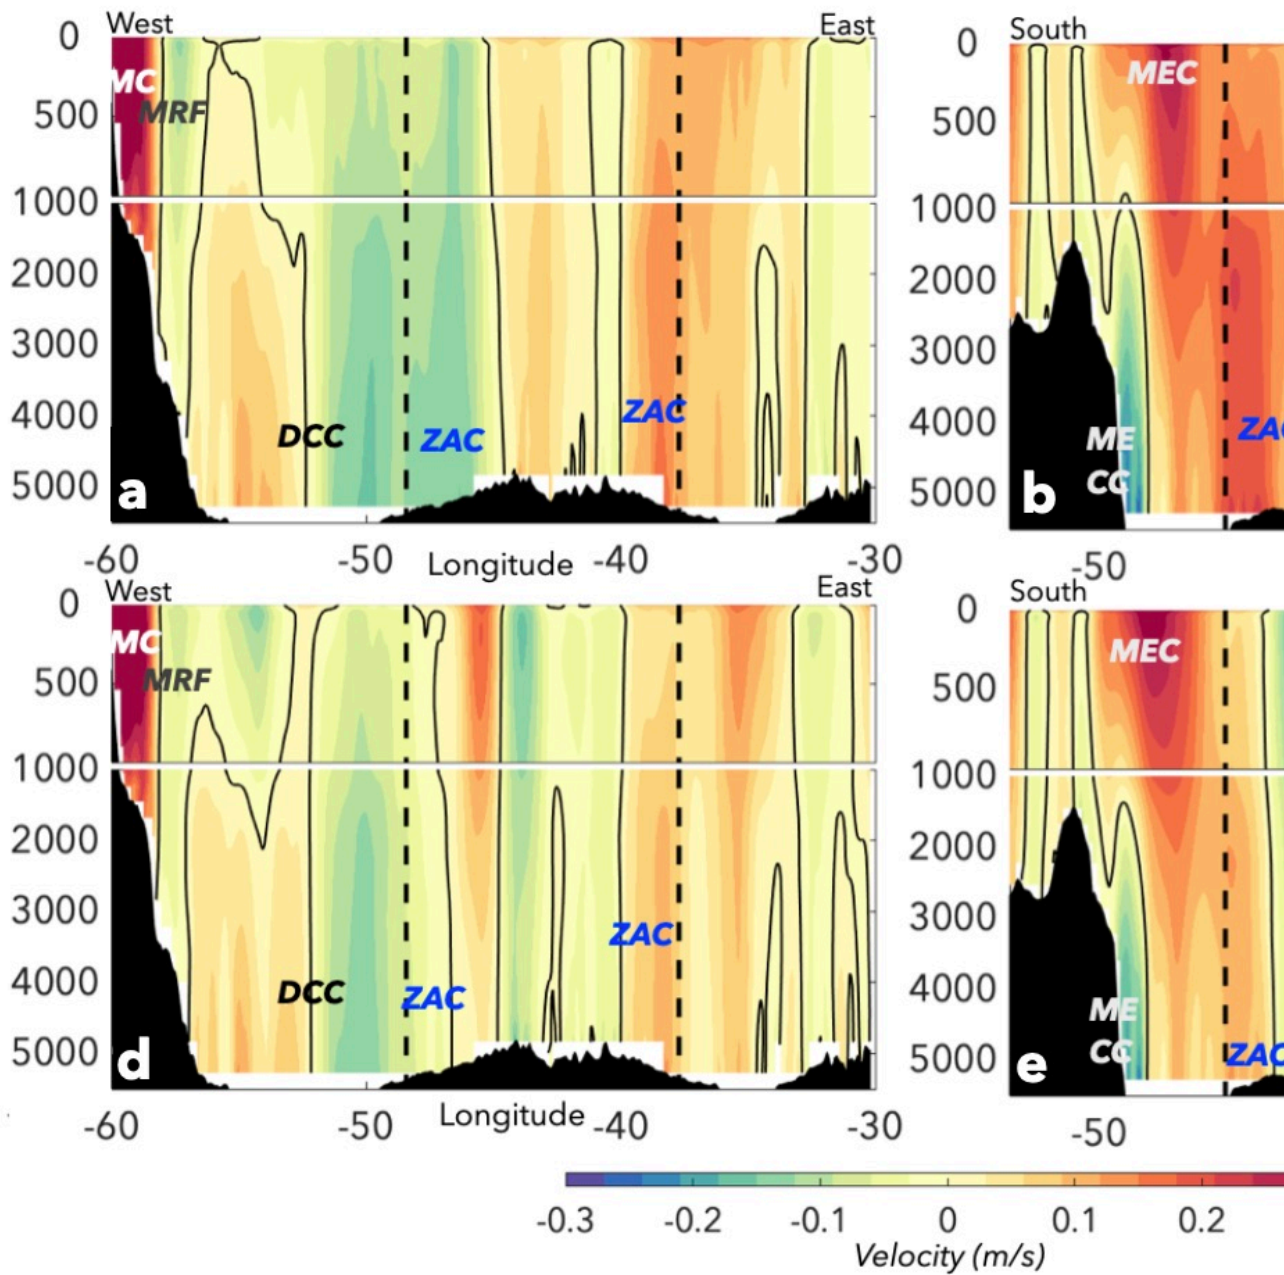 West East South
0 MC MEC 0
MRF
500 500
1000 1000
2000 2000
3000 3000
4000 DCC ZAC ZAC ME ZAC 4000
5000 a CC b 5000
-60 -50 Longitude -40 -30 -50
West East South
0 MC MEC 0
MRF
500 500
1000 1000
2000 2000
3000 ZAC 3000
4000 DCC ZAC ME 4000
5000 d CC e ZAC 5000
-60 -50 Longitude -40 -30 -50
-0.3 -0.2 -0.1 0 0.1 0.2
Velocity (m/s)